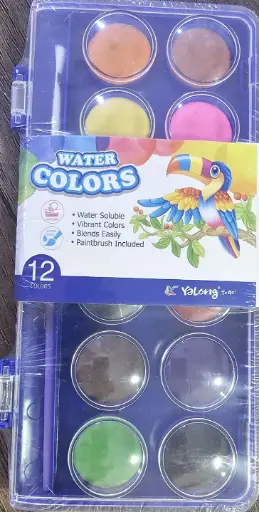 WATER
COLORS
• Water Soluble
• Vibrant Colors
• Blends Easily
• Paintbrush Included
12
COLORS
Yalong